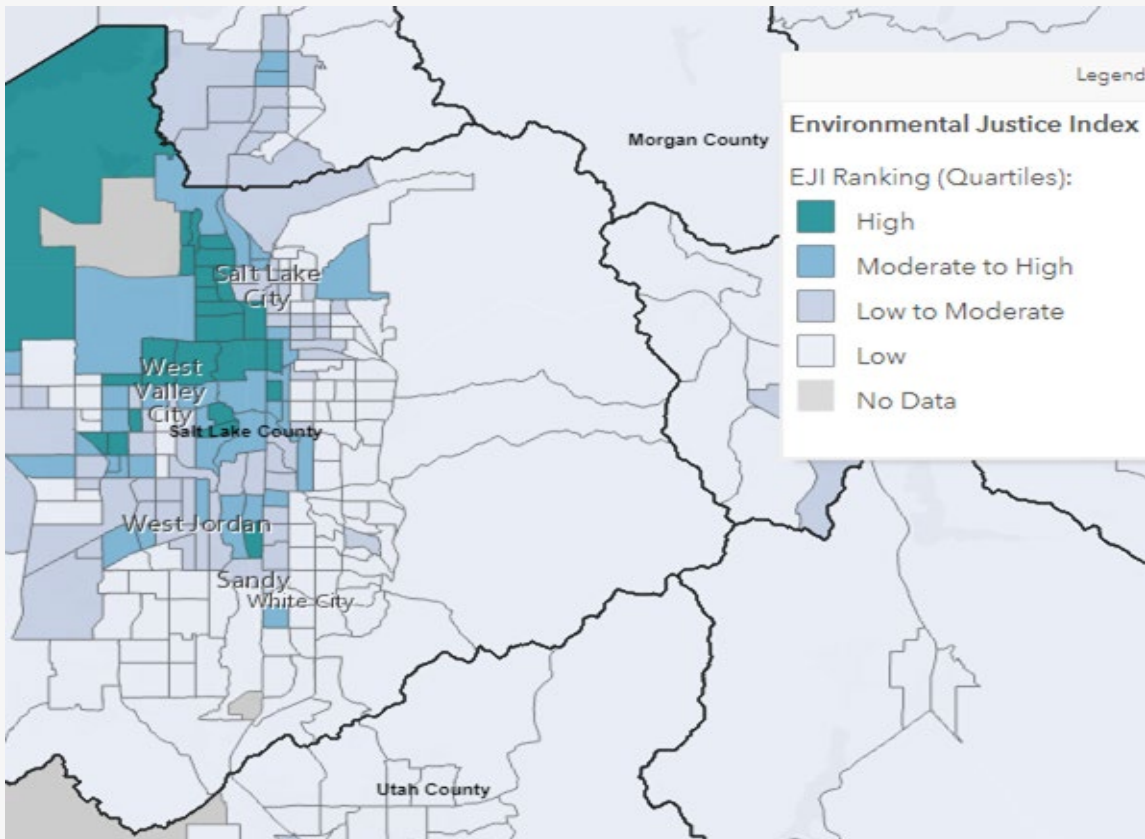 Legend
Environmental Justice Index
EJI Ranking (Quartiles):
High
Moderate to High
Low to Moderate
Low
No Data
Morgan County
Salt Lake
City
West
Valley
City
Salt Lake County
West Jordan
Sandy
White City
Utah County